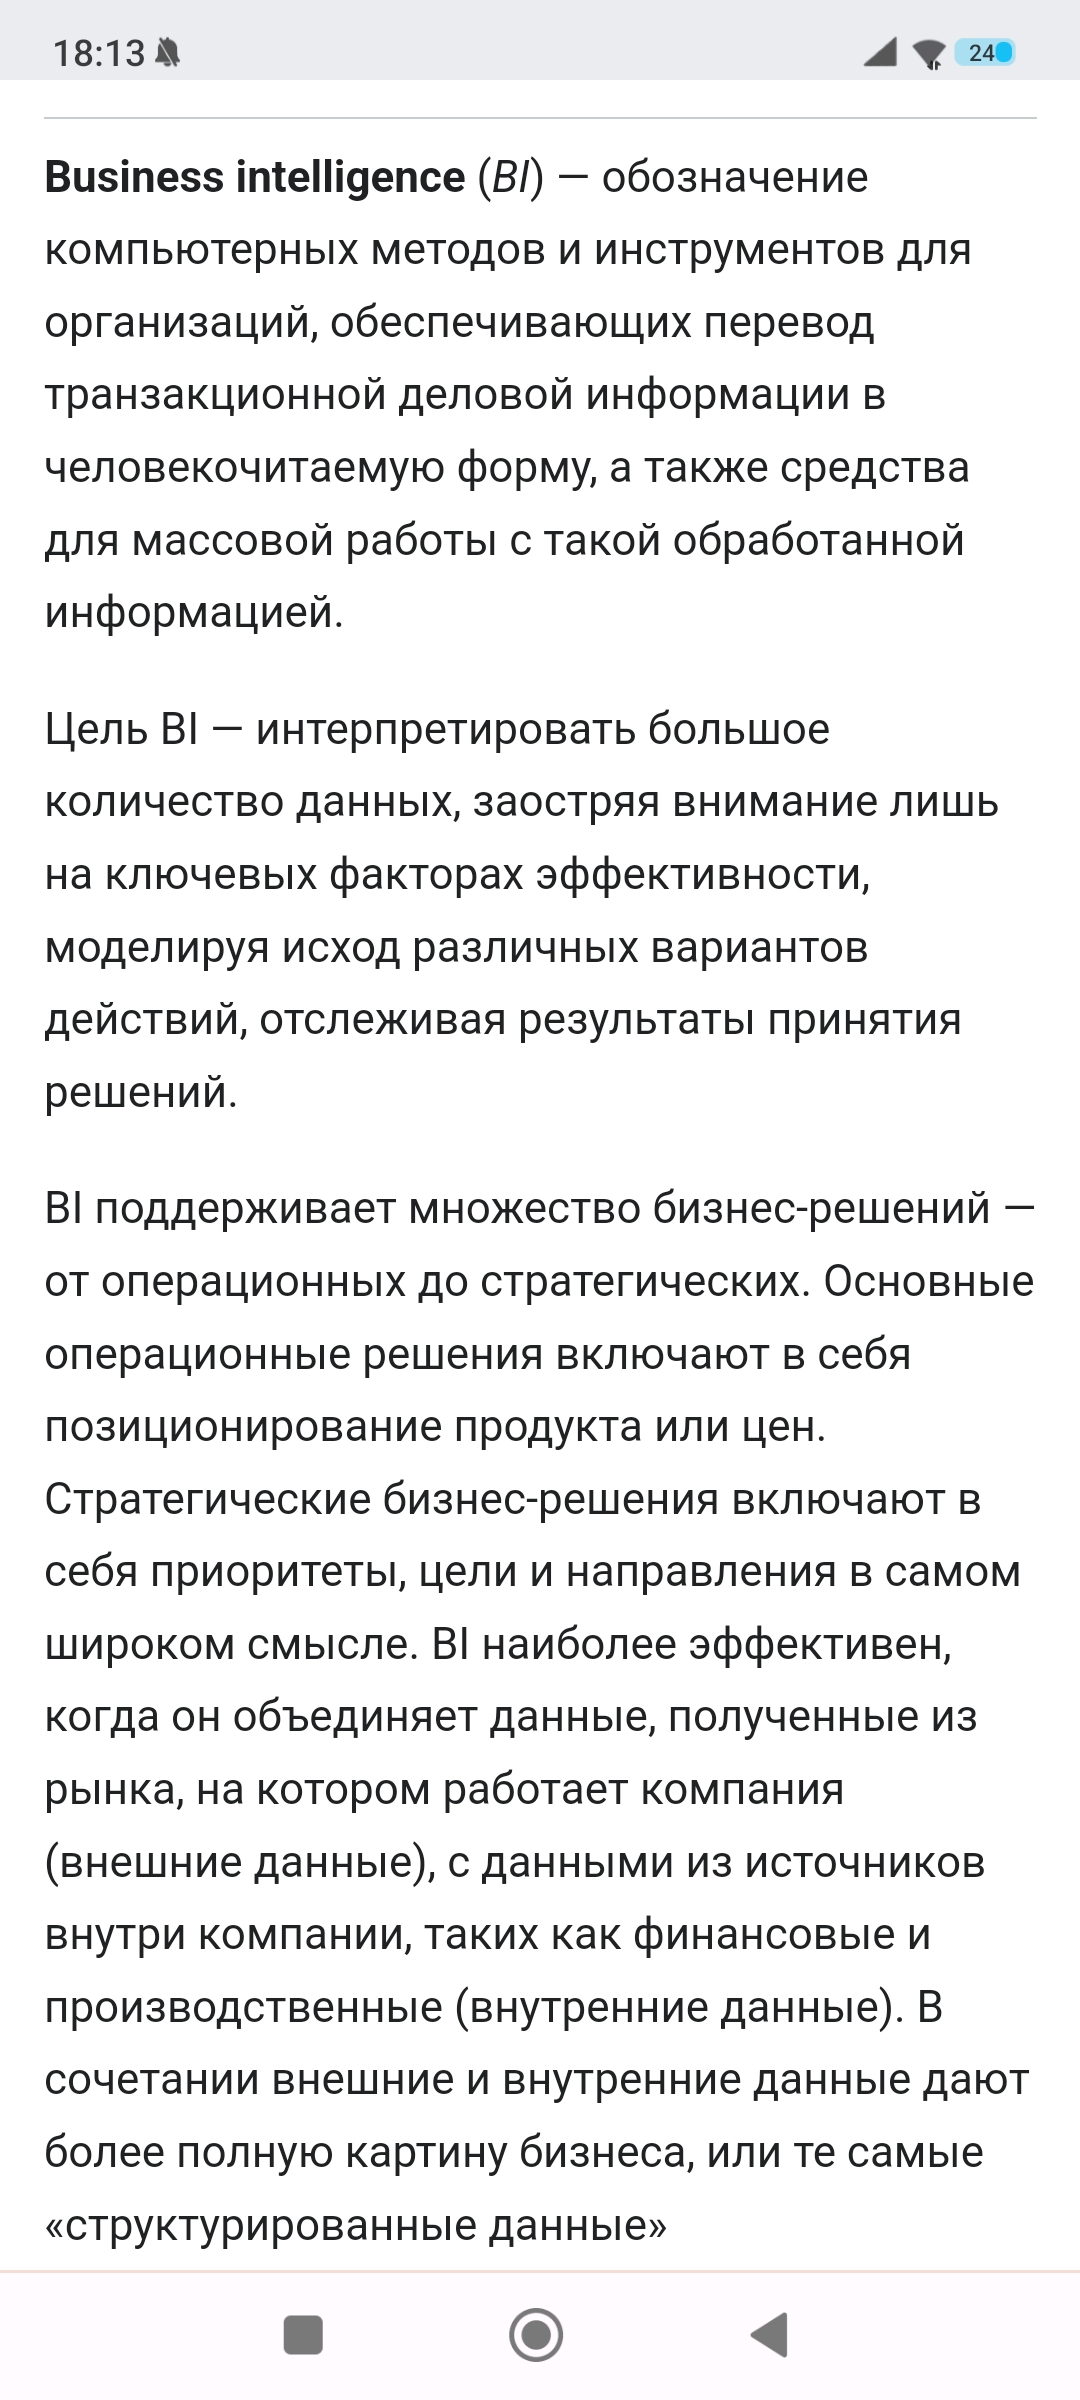 18:13
24
Business intelligence (BI) — обозначение
компьютерных методов и инструментов для
организаций, обеспечивающих перевод
транзакционной деловой информации в
человекочитаемую форму, а также средства
для массовой работы с такой обработанной
информацией.
Цель BI — интерпретировать большое
количество данных, заостряя внимание лишь
на ключевых факторах эффективности,
моделируя исход различных вариантов
действий, отслеживая результаты принятия
решений.
BI поддерживает множество бизнес-решений —
от операционных до стратегических. Основные
операционные решения включают в себя
позиционирование продукта или цен.
Стратегические бизнес-решения включают в
себя приоритеты, цели и направления в самом
широком смысле. BI наиболее эффективен,
когда он объединяет данные, полученные из
рынка, на котором работает компания
(внешние данные), с данными из источников
внутри компании, таких как финансовые и
производственные (внутренние данные). В
сочетании внешние и внутренние данные дают
более полную картину бизнеса, или те самые
«структурированные данные»